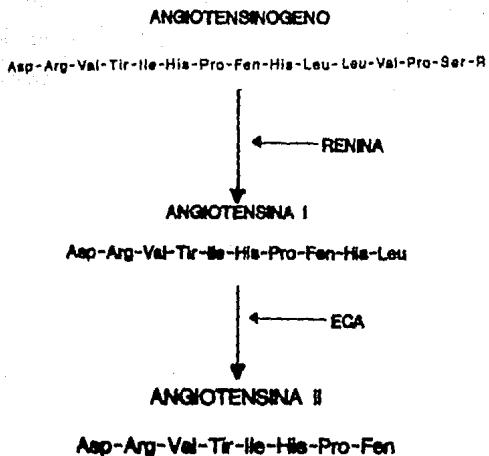 ANGIOTENSINOGENO
Asp-Arg-Val-Tir-Ile-His-Pro-Fen-His-Leu-Leu-Val-Pro-Ser-R
RENINA
ANGIOTENSINA I
Asp-Arg-Val-Tir-Ile-His-Pro-Fen-His-Leu
ECA
ANGIOTENSINA II
Asp-Arg-Val-Tir-Ile-His-Pro-Fen